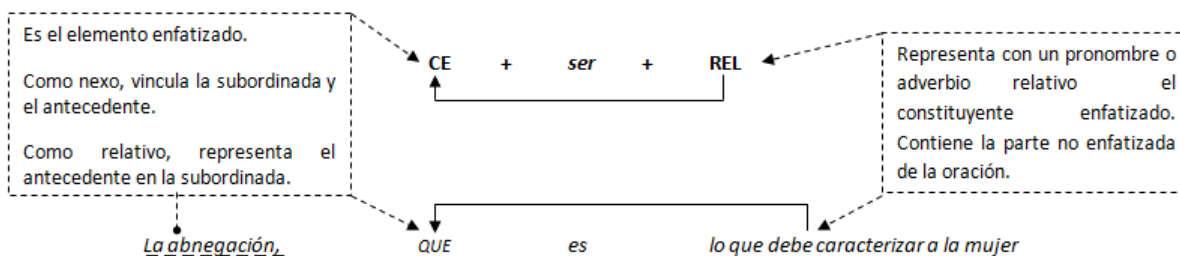 Es el elemento enfatizado.
Como nexo, vincula la subordinada y
el antecedente.
Como relativo, representa el
antecedente en la subordinada.
CE + ser + REL
Representa con un pronombre o
adverbio relativo el
constituyente enfatizado.
Contiene la parte no enfatizada
de la oración.
La abnegación, QUE es lo que debe caracterizar a la mujer